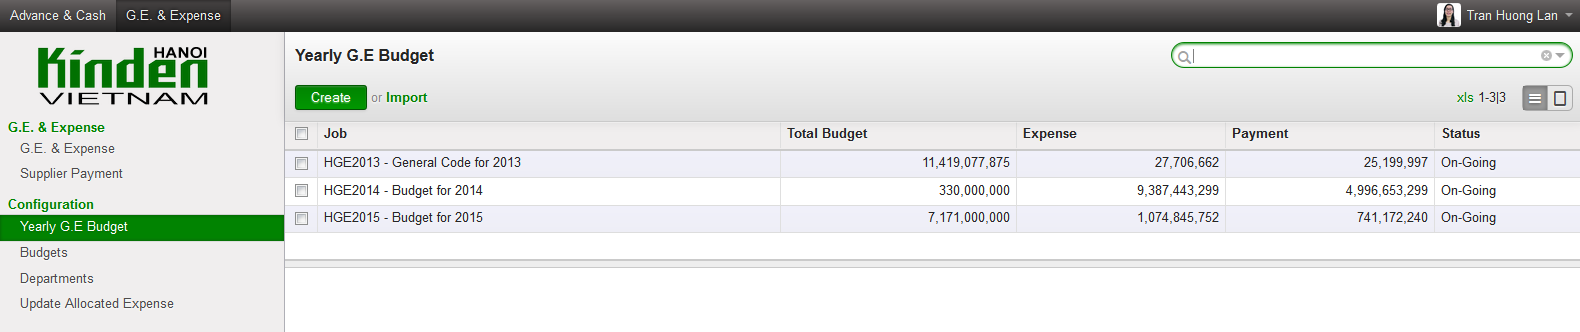 Advance & Cash G.E. & Expense Tran Huong Lan
HANOI
Kinden
VIETNAM
G.E. & Expense
G.E. & Expense
Supplier Payment
Configuration
Yearly G.E Budget
Budgets
Departments
Update Allocated Expense
Yearly G.E Budget
Create or Import
xls 1-3|3
Job Total Budget Expense Payment Status
HGE2013 - General Code for 2013 11,419,077,875 27,706,662 25,199,997 On-Going
HGE2014 - Budget for 2014 330,000,000 9,387,443,299 4,996,653,299 On-Going
HGE2015 - Budget for 2015 7,171,000,000 1,074,845,752 741,172,240 On-Going